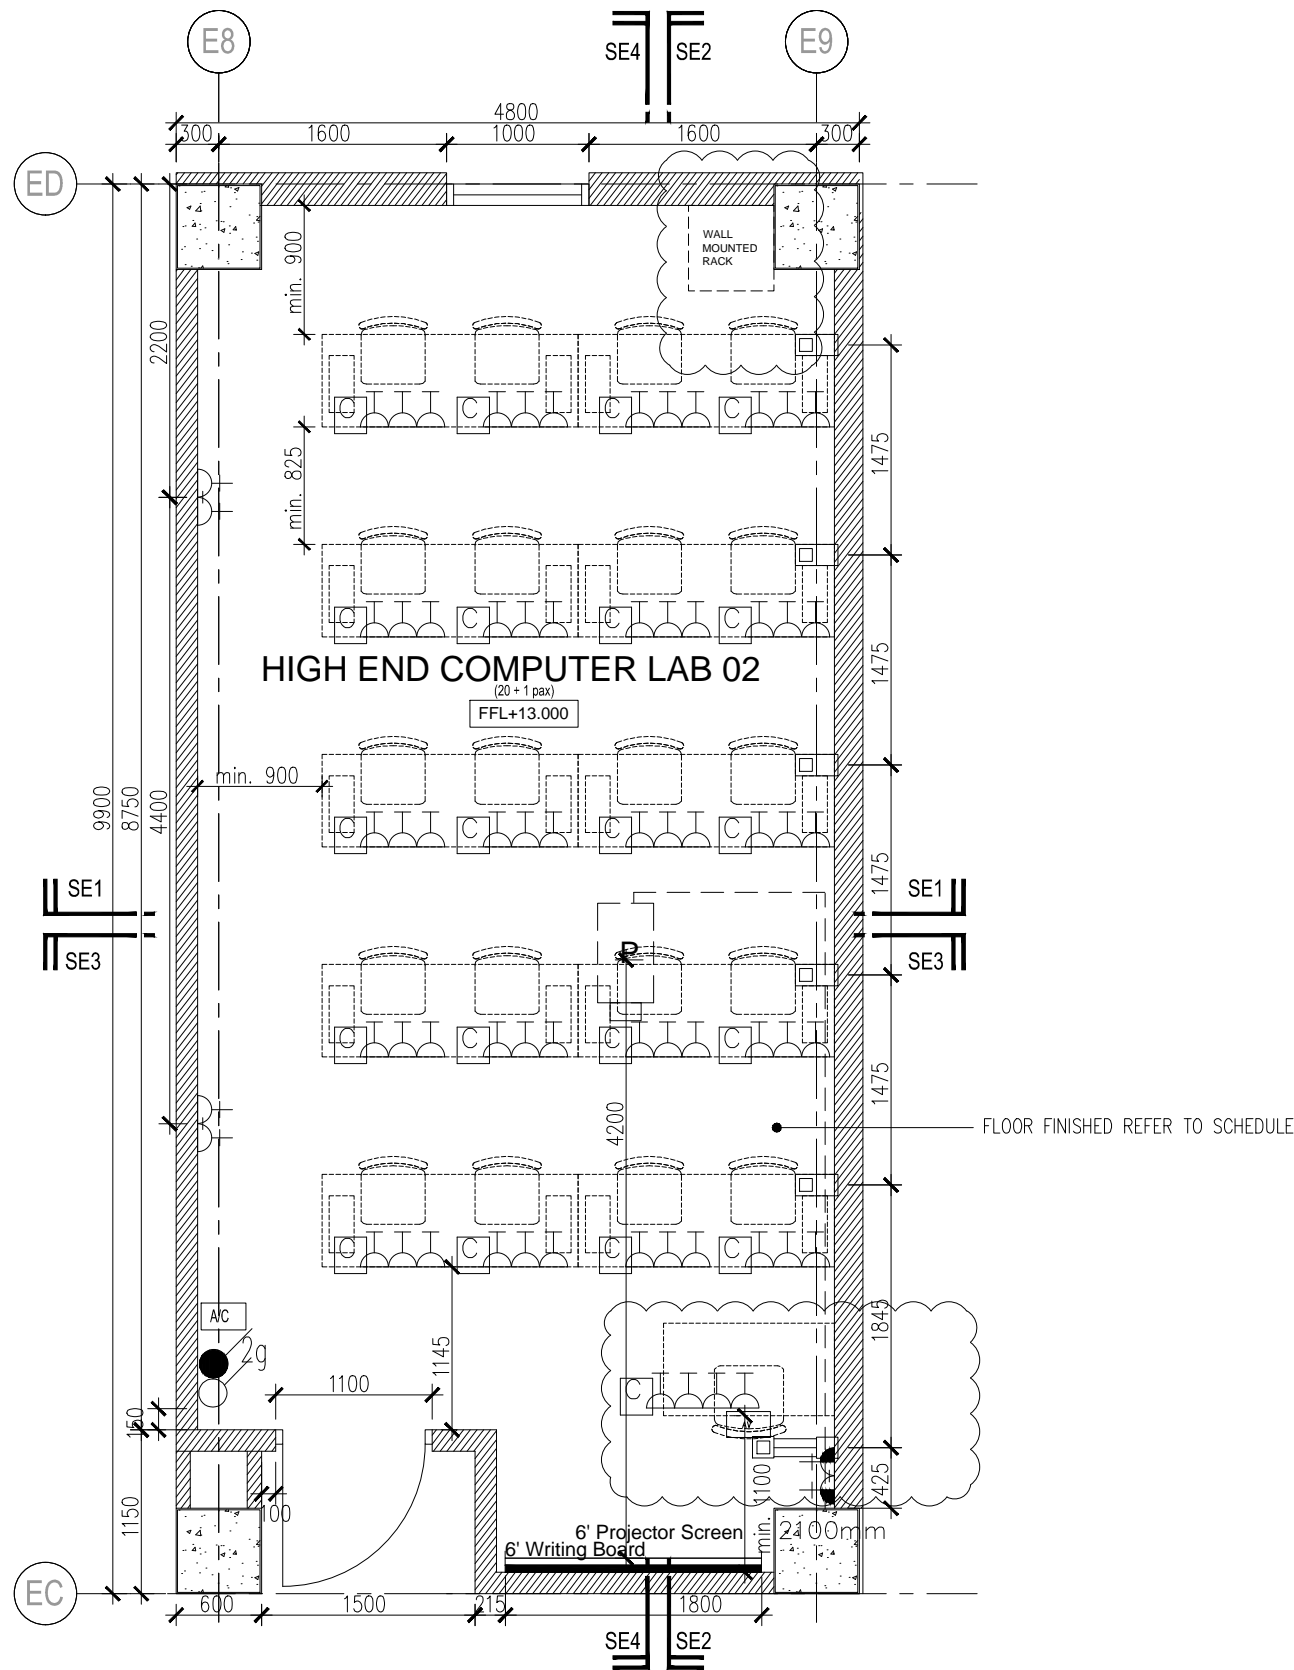 E8
E9
SE4
SE2
4800
300
1600
1000
1600
300
ED
WALL
MOUNTED
RACK
min. 900
2200
C
C
C
C
min. 825
1475
C
C
C
C
1475
HIGH END COMPUTER LAB 02
(20 + 1 pax)
FFL+13.000
min. 900
9900
8750
4400
C
C
C
C
1475
SE1
SE1
SE3
SE3
P
C
C
C
C
1475
4200
FLOOR FINISHED REFER TO SCHEDULE
C
C
C
C
A/C
2g
1845
1145
1100
C
150
1150
100
min. 1100
425
2100mm
6' Projector Screen
6' Writing Board
EC
600
1500
215
1800
SE4
SE2